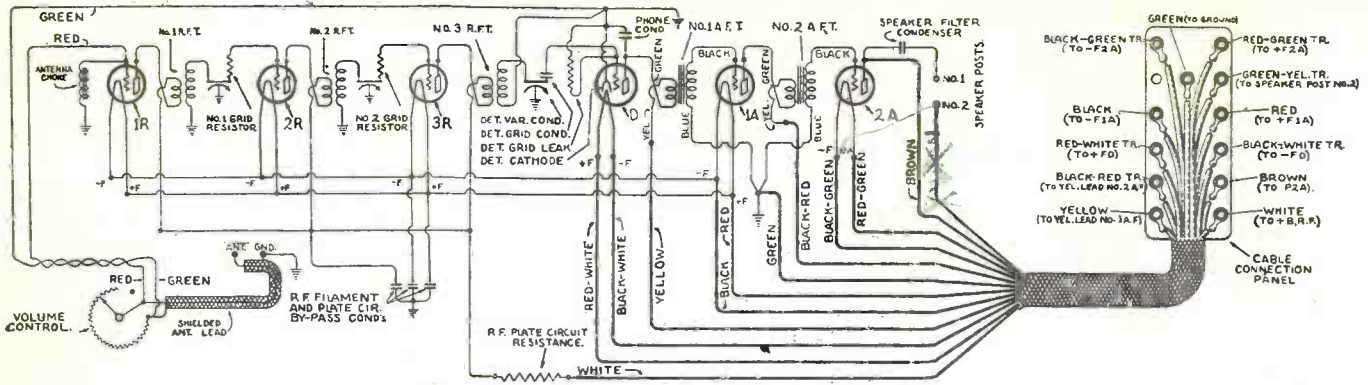 GREEN
RED
ANTENNA
CHOKE
1R
No.1 R.F.T.
NO.1 GRID
RESISTOR
2R
NO.2 R.F.T.
NO.2 GRID
RESISTOR
3R
NO.3 R.F.T.
DET. VAR. COND.
DET. GRID COND.
DET. GRID LEAK
DET. CATHODE
PHONE
COND
D
GREEN
YEL.
NO.1 A.F.T.
BLACK
BLUE
1A
GREEN
YEL.
NO.2 A.F.T.
BLACK
BLUE
2A
SPEAKER FILTER
CONDENSER
NO.1
NO.2
SPEAKER POSTS.
-F
+F
-F
+F
-F
+F
+F
-F
-F
+F
-F
RED-WHITE
BLACK-WHITE
YELLOW
BLACK
RED
GREEN
BLACK-RED
BLACK-GREEN
RED-GREEN
BROWN
ANT. GND.
RED
GREEN
VOLUME
CONTROL.
SHIELDED
ANT. LEAD
R.F. FILAMENT
AND PLATE CIR.
BY-PASS COND'S
R.F. PLATE CIRCUIT
RESISTANCE.
WHITE
GREEN (TO GROUND)
BLACK-GREEN TR.
(TO -F2A)
RED-GREEN TR.
(TO +F2A)
GREEN-YEL. TR.
(TO SPEAKER POST NO.2)
BLACK
(TO -F1A)
RED
(TO +F1A)
RED-WHITE TR.
(TO +FD)
BLACK-WHITE TR.
(TO -FD)
BLACK-RED TR.
(TO YEL. LEAD NO.2A)
BROWN
(TO P2A).
YELLOW
(TO YEL. LEAD NO.1A.F)
WHITE
(TO +B, R.F.)
CABLE
CONNECTION
PANEL